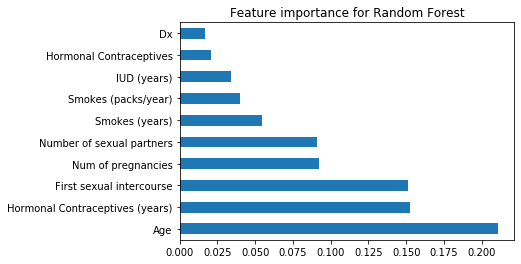 Feature importance for Random Forest
Dx
Hormonal Contraceptives
IUD (years)
Smokes (packs/year)
Smokes (years)
Number of sexual partners
Num of pregnancies
First sexual intercourse
Hormonal Contraceptives (years)
Age
0.000 0.025 0.050 0.075 0.100 0.125 0.150 0.175 0.200